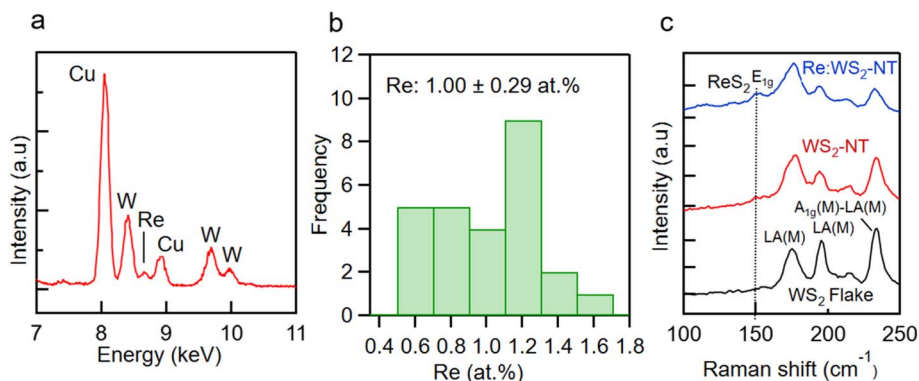 a
Cu
W
Re
Cu
W
W
Intensity (a.u)
7 8 9 10 11
Energy (keV)
b
Re: 1.00 ± 0.29 at.%
12
10
8
6
4
2
0
Frequency
0.4 0.6 0.8 1.0 1.2 1.4 1.6 1.8
Re (at.%)
c
Re:WS₂-NT
ReS₂ E₁g
WS₂-NT
A₁g(M)-LA(M)
LA(M)
LA(M)
WS₂ Flake
Intensity (a.u)
100 150 200 250
Raman shift (cm⁻¹)